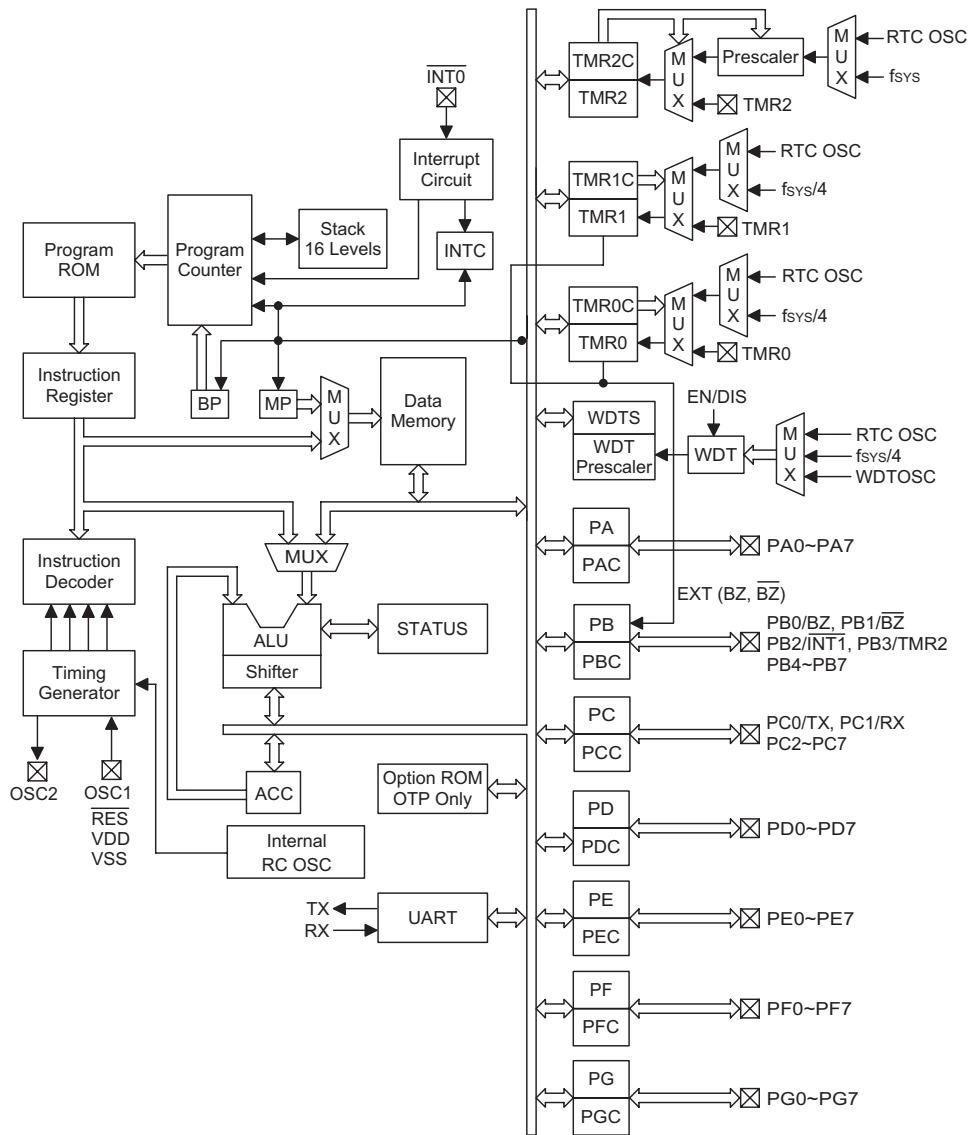 INT0
Interrupt
Circuit
INTC
Stack
16 Levels
Program
Counter
Program
ROM
Instruction
Register
BP
MP
M
U
X
Data
Memory
MUX
Instruction
Decoder
ALU
Shifter
STATUS
Timing
Generator
OSC2
OSC1
RES
VDD
VSS
ACC
Internal
RC OSC
Option ROM
OTP Only
TX
RX
UART
TMR2C
TMR2
M
U
X
Prescaler
M
U
X
RTC OSC
fSYS
TMR2
TMR1C
TMR1
M
U
X
M
U
X
RTC OSC
fSYS/4
TMR1
TMR0C
TMR0
M
U
X
M
U
X
RTC OSC
fSYS/4
TMR0
WDTS
WDT
Prescaler
EN/DIS
WDT
M
U
X
RTC OSC
fSYS/4
WDTOSC
PA
PAC
PA0~PA7
EXT (BZ, BZ)
PB
PBC
PB0/BZ, PB1/BZ
PB2/INT1, PB3/TMR2
PB4~PB7
PC
PCC
PC0/TX, PC1/RX
PC2~PC7
PD
PDC
PD0~PD7
PE
PEC
PE0~PE7
PF
PFC
PF0~PF7
PG
PGC
PG0~PG7